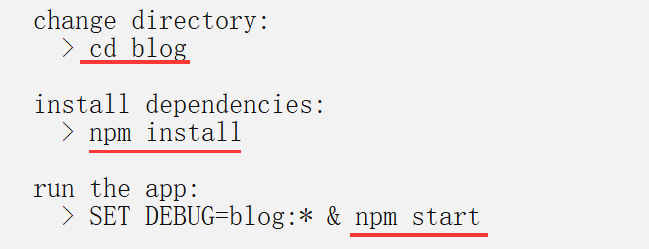 change directory:
> cd blog
install dependencies:
> npm install
run the app:
> SET DEBUG=blog:* & npm start